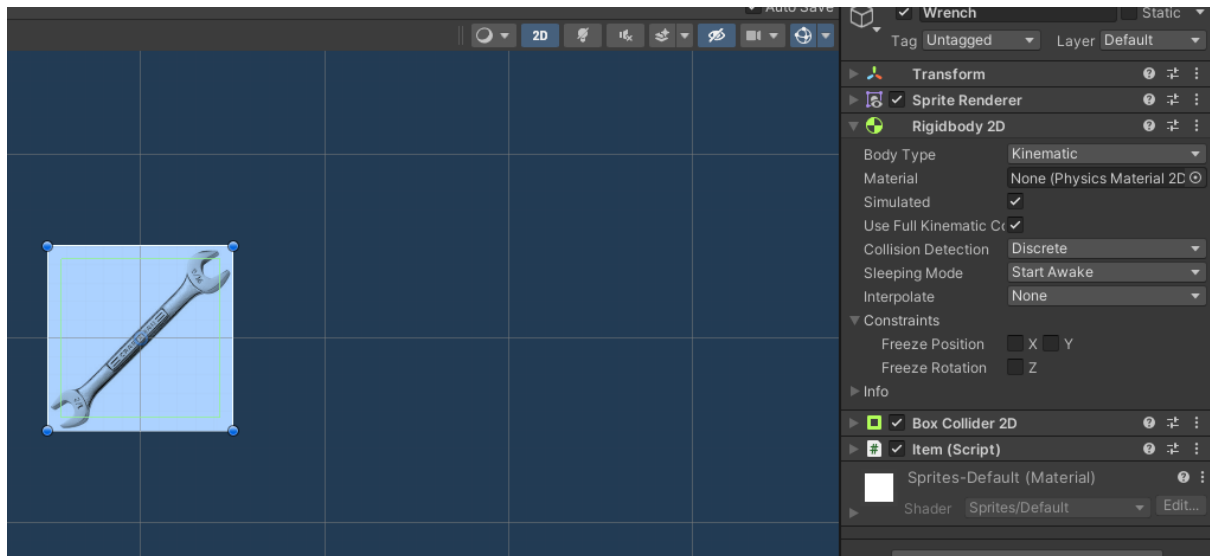 Auto Save
Wrench
Static
Tag Untagged
Layer Default
2D
Transform
Sprite Renderer
Rigidbody 2D
Body Type Kinematic
Material None (Physics Material 2D
Simulated
Use Full Kinematic Co
Collision Detection Discrete
Sleeping Mode Start Awake
Interpolate None
Constraints
Freeze Position X Y
Freeze Rotation Z
Info
Box Collider 2D
# Item (Script)
Sprites-Default (Material)
Shader Sprites/Default Edit...